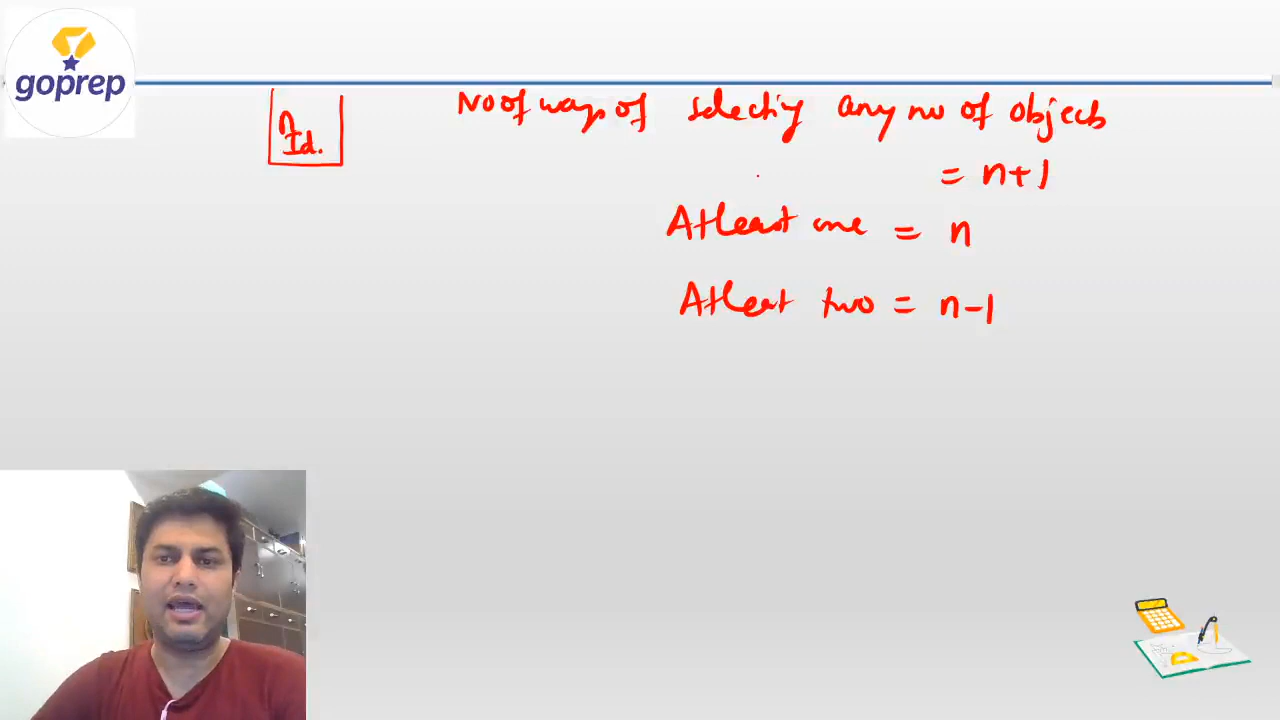 goprep
n
Id.
No of ways of selecting any no of objects
= n+1
Atleast one = n
Atleast two = n-1